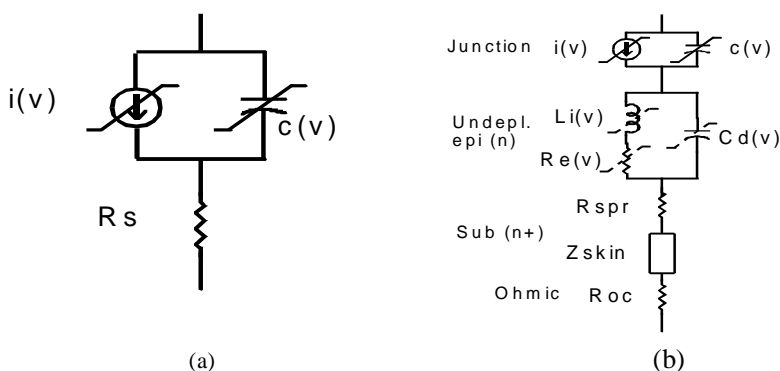 i(v)
c(v)
Rs
(a)
Junction i(v) c(v)
Undepl.
epi (n)
Li(v)
Re(v)
Cd(v)
Rspr
Sub (n+)
Zskin
Ohmic Roc
(b)